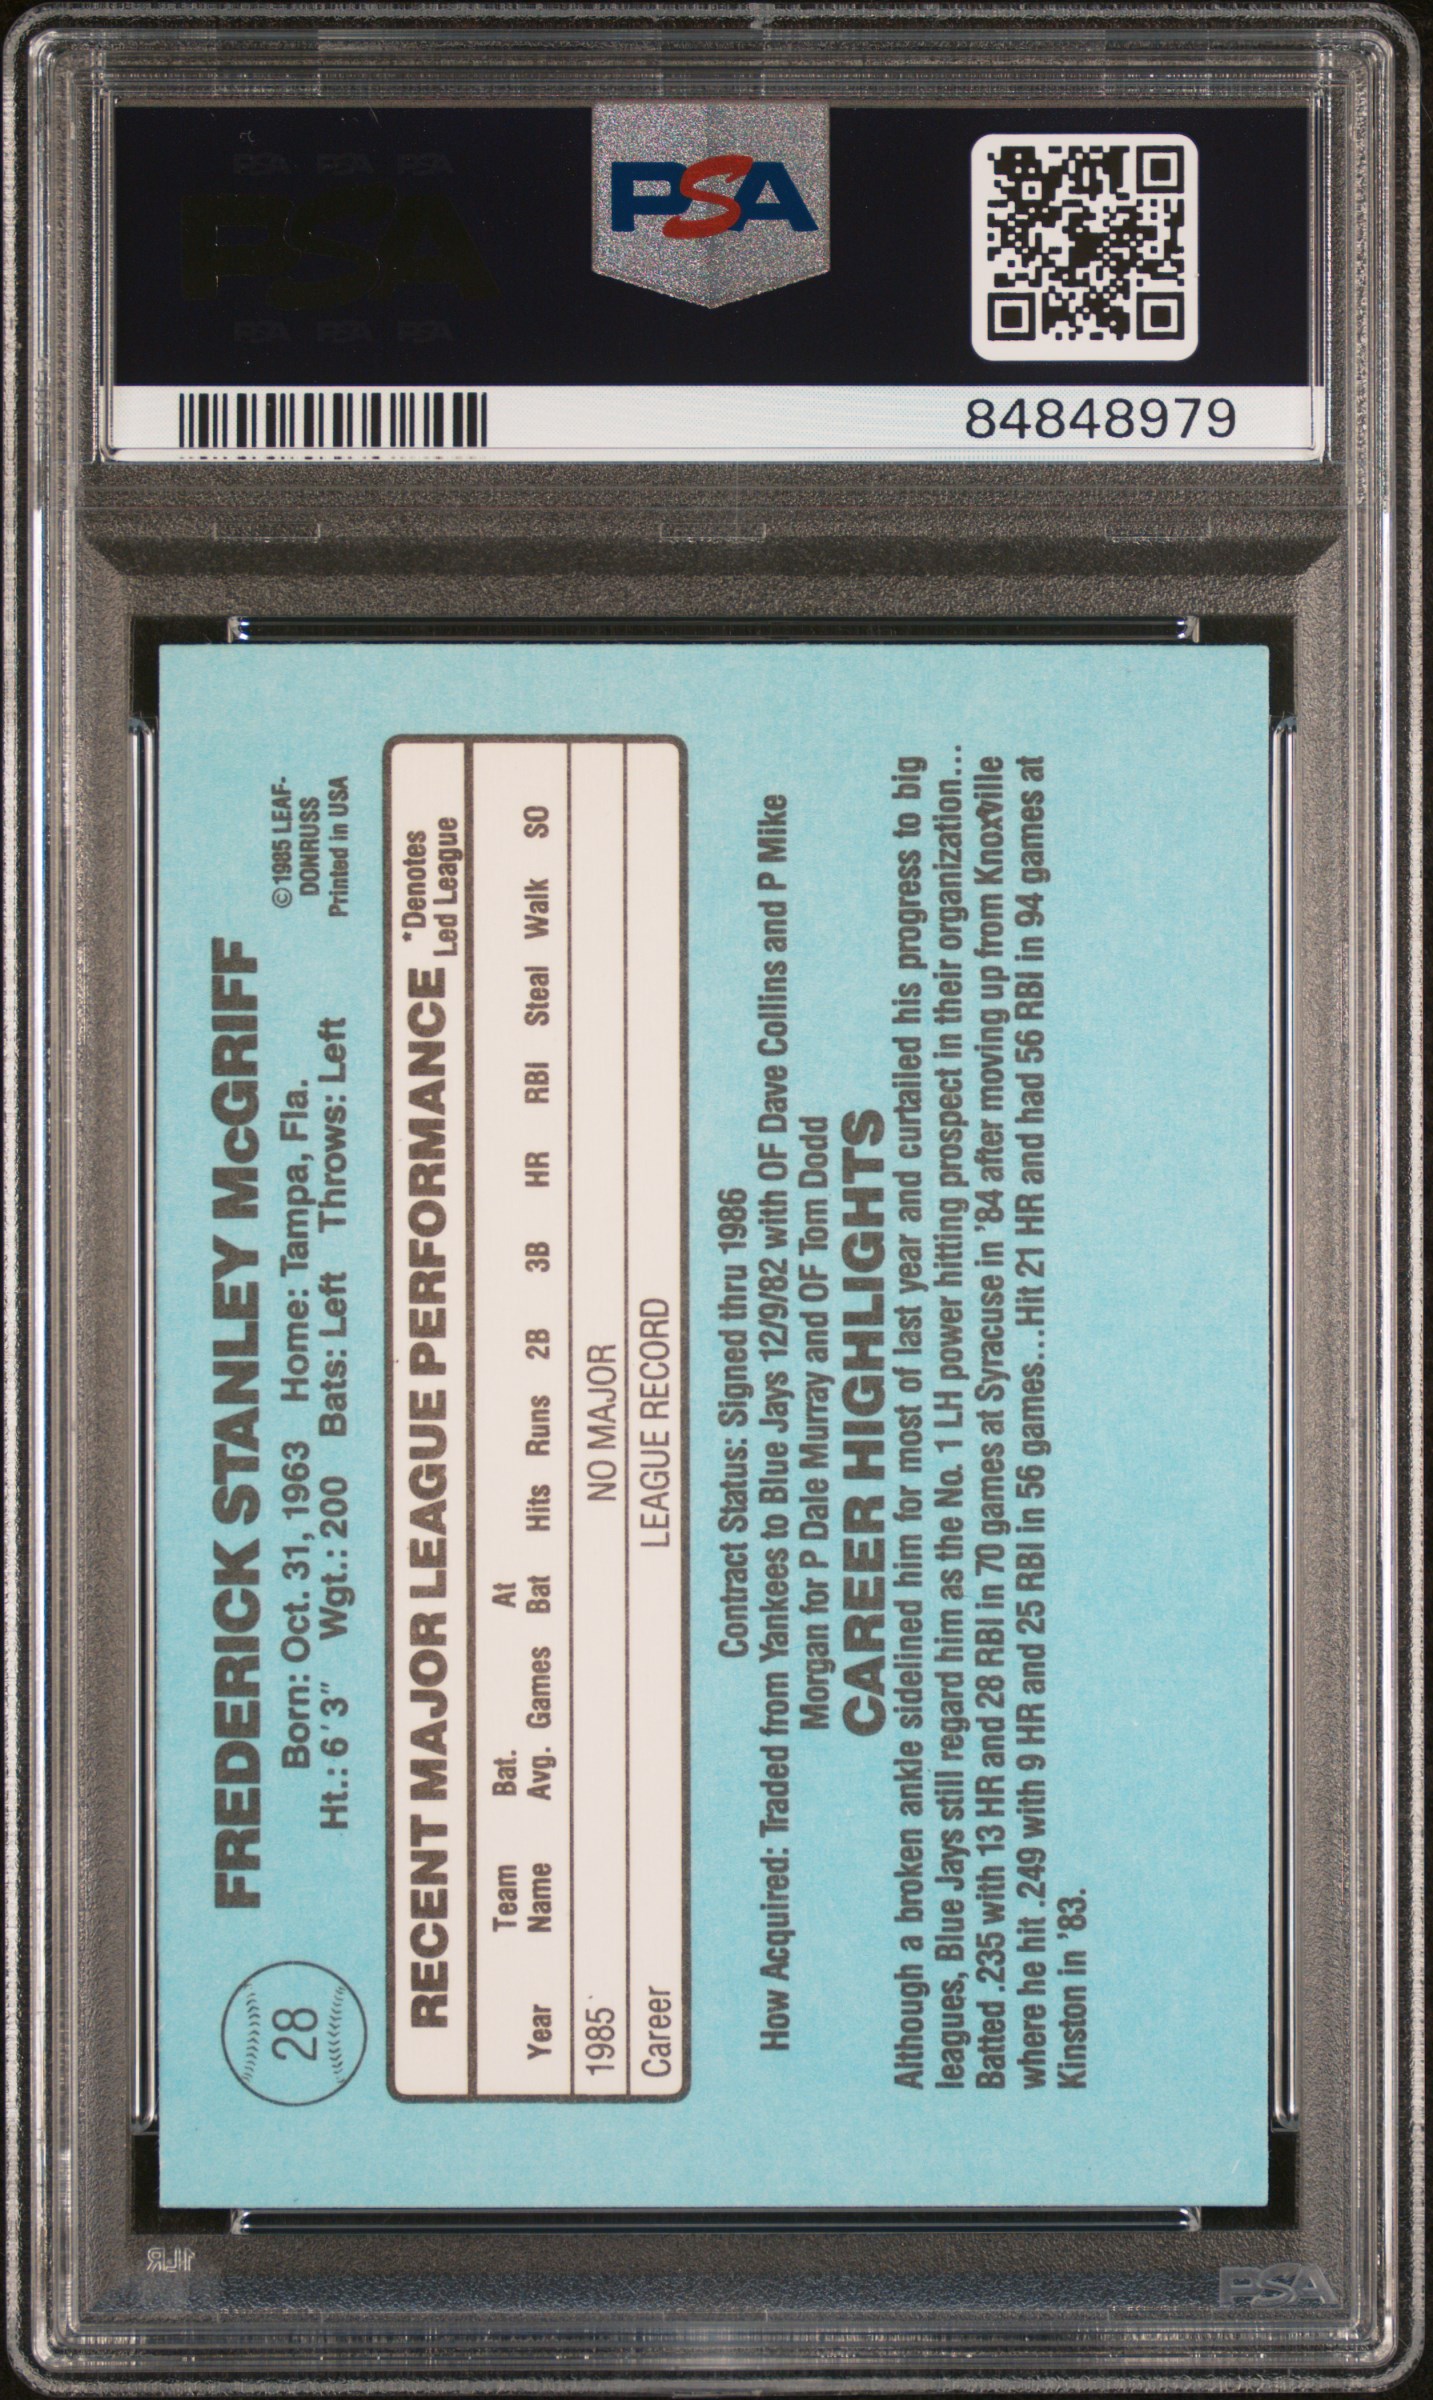 PSA PSA PSA
PSA
PSA PSA PSA
PSA
84848979
28
FREDERICK STANLEY McGRIFF
Born: Oct. 31, 1963 Home: Tampa, Fla.
Ht.: 6'3" Wgt.: 200 Bats: Left Throws: Left
© 1985 LEAF-
DONRUSS
Printed in USA
RECENT MAJOR LEAGUE PERFORMANCE
*Denotes
Led League
Team Bat. At
Year Name Avg. Games Bat Hits Runs 2B 3B HR RBI Steal Walk SO
1985 NO MAJOR
Career LEAGUE RECORD
Contract Status: Signed thru 1986
How Acquired: Traded from Yankees to Blue Jays 12/9/82 with OF Dave Collins and P Mike
Morgan for P Dale Murray and OF Tom Dodd
CAREER HIGHLIGHTS
Although a broken ankle sidelined him for most of last year and curtailed his progress to big
leagues, Blue Jays still regard him as the No. 1 LH power hitting prospect in their organization...
Batted .235 with 13 HR and 28 RBI in 70 games at Syracuse in '84 after moving up from Knoxville
where he hit .249 with 9 HR and 25 RBI in 56 games...Hit 21 HR and had 56 RBI in 94 games at
Kinston in '83.
1LR
PSA